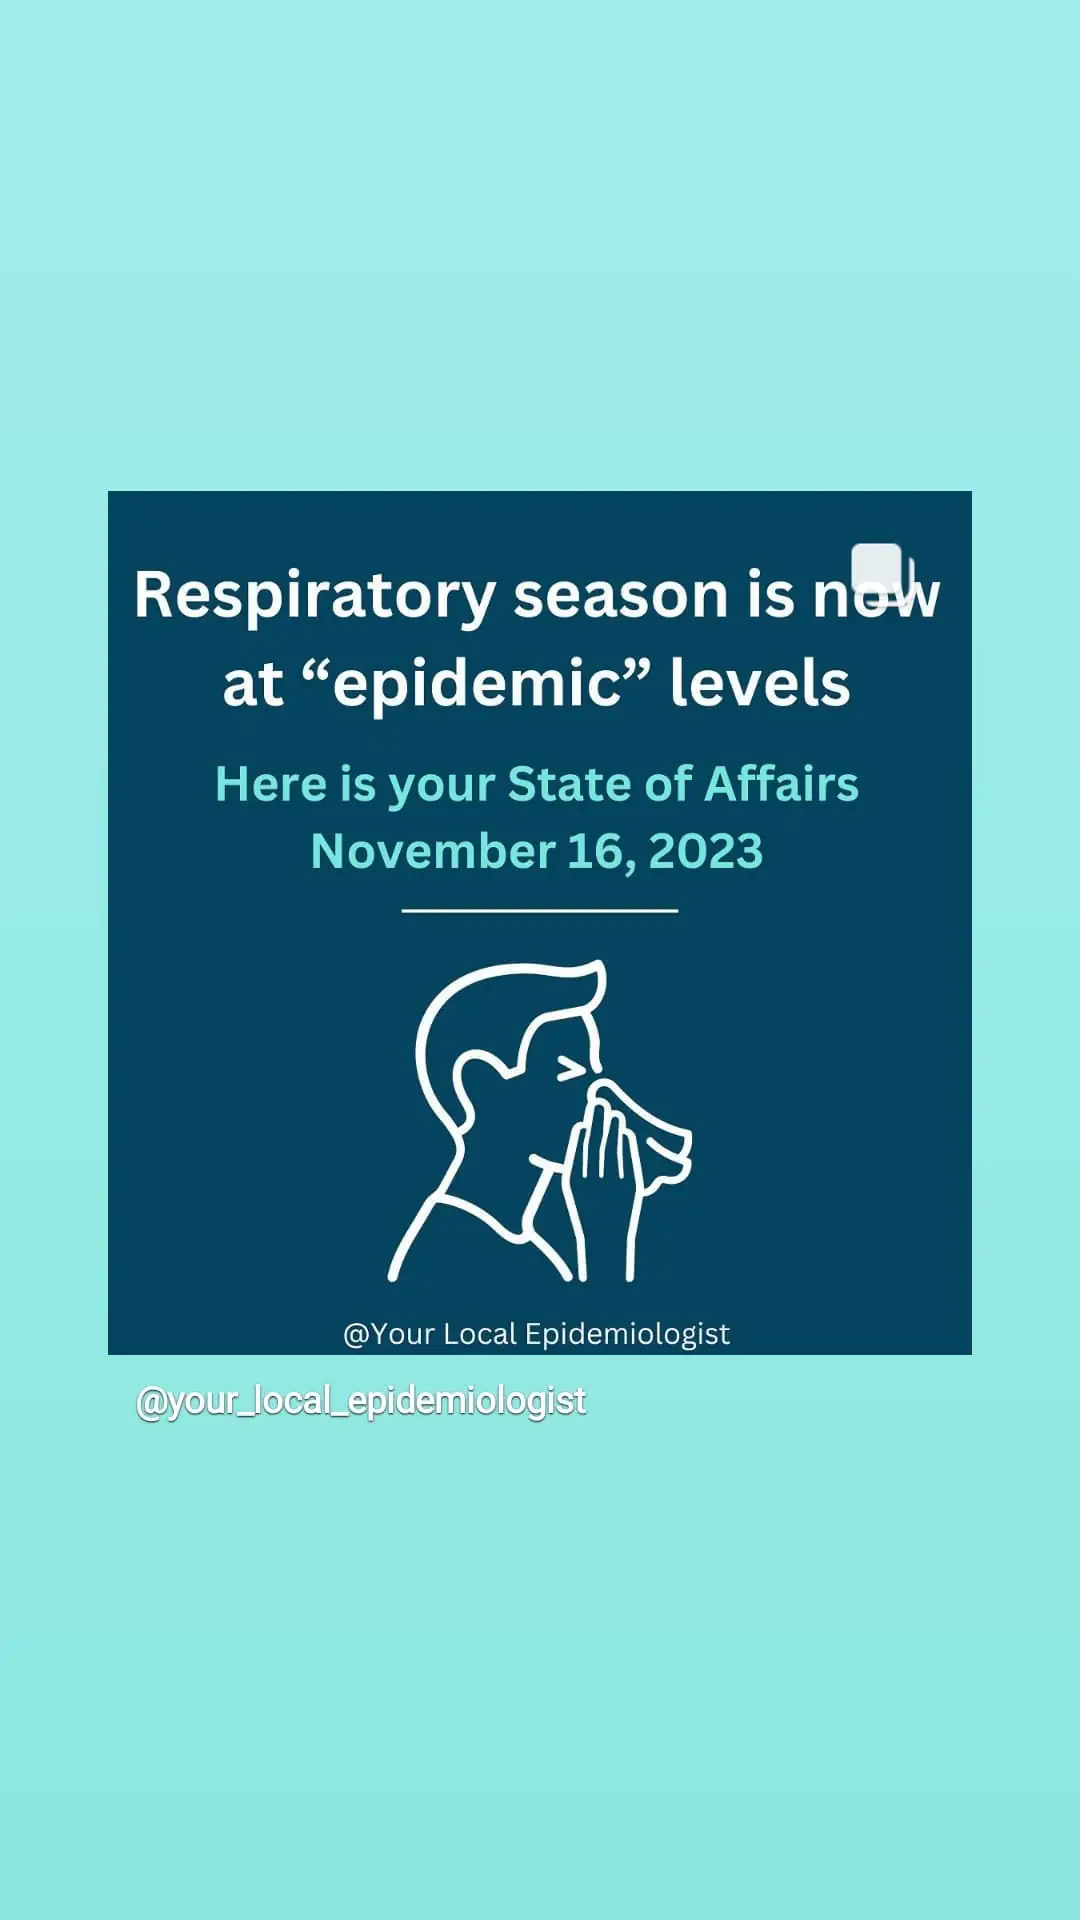 Respiratory season is now
at “epidemic” levels
Here is your State of Affairs
November 16, 2023
@Your Local Epidemiologist
@your_local_epidemiologist